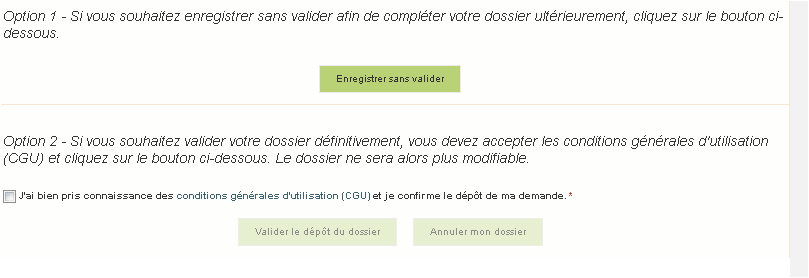 Option 1 - Si vous souhaitez enregistrer sans valider afin de compléter votre dossier ultérieurement, cliquez sur le bouton ci-
dessous.
Enregistrer sans valider
Option 2 - Si vous souhaitez valider votre dossier définitivement, vous devez accepter les conditions générales d'utilisation
(CGU) et cliquez sur le bouton ci-dessous. Le dossier ne sera alors plus modifiable.
J'ai bien pris connaissance des conditions générales d'utilisation (CGU) et je confirme le dépôt de ma demande. *
Valider le dépôt du dossier Annuler mon dossier